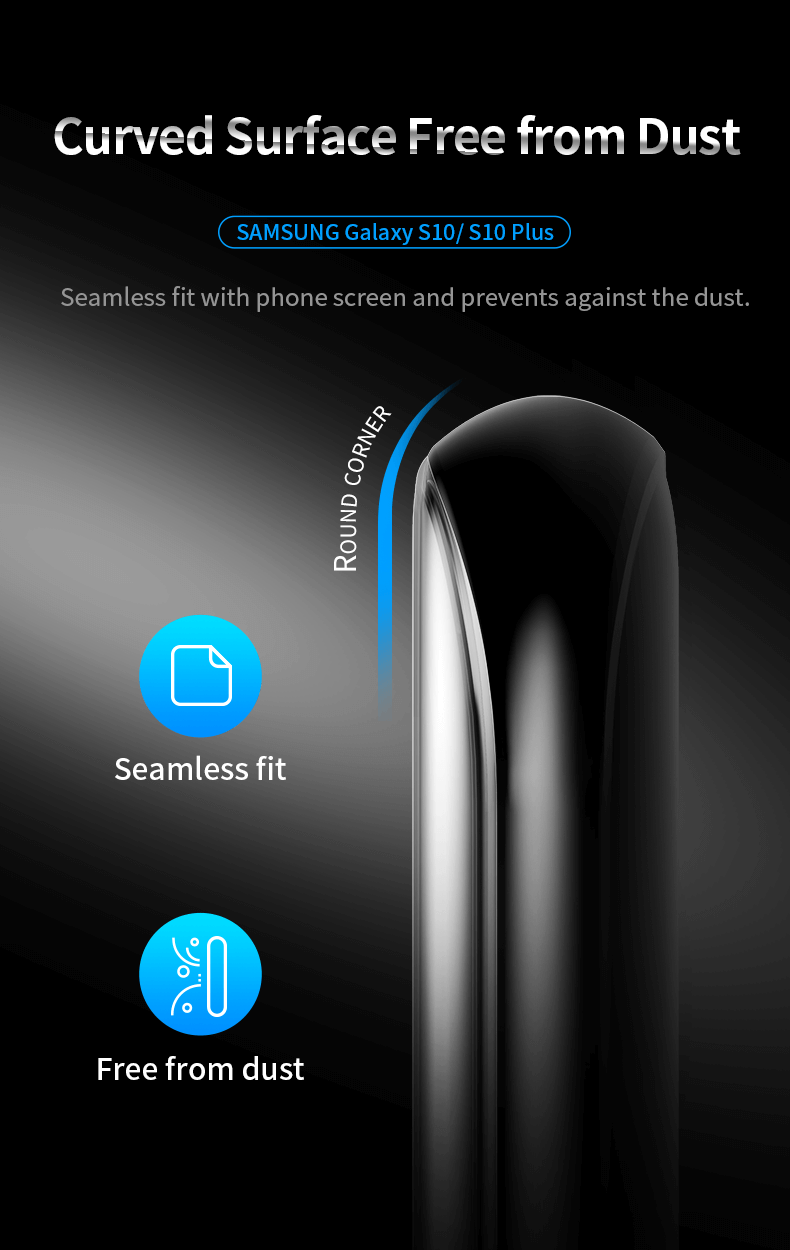 Curved Surface Free from Dust
SAMSUNG Galaxy S10/ S10 Plus
Seamless fit with phone screen and prevents against the dust.
ROUND CORNER
Seamless fit
Free from dust